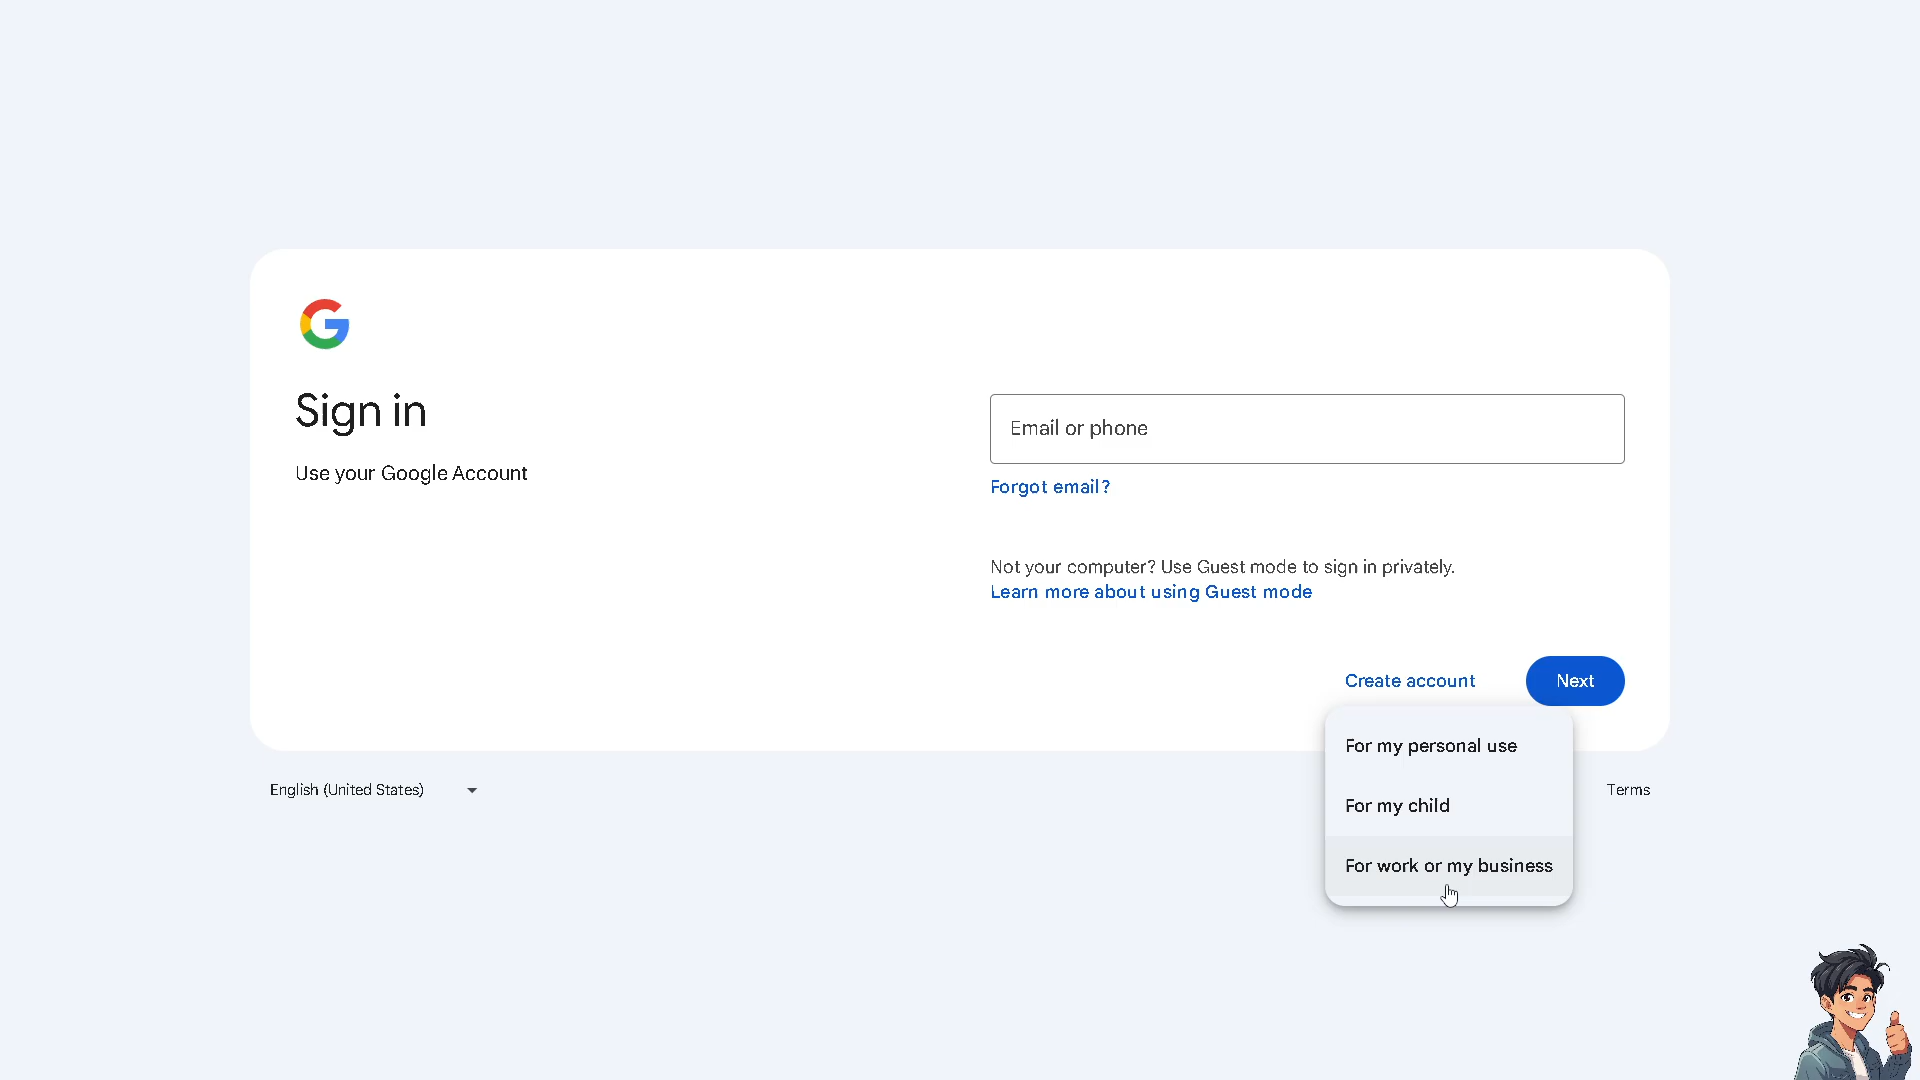 Sign in
Use your Google Account
Email or phone
Forgot email?
Not your computer? Use Guest mode to sign in privately.
Learn more about using Guest mode
Create account
Next
For my personal use
For my child
For work or my business
English (United States)
Terms